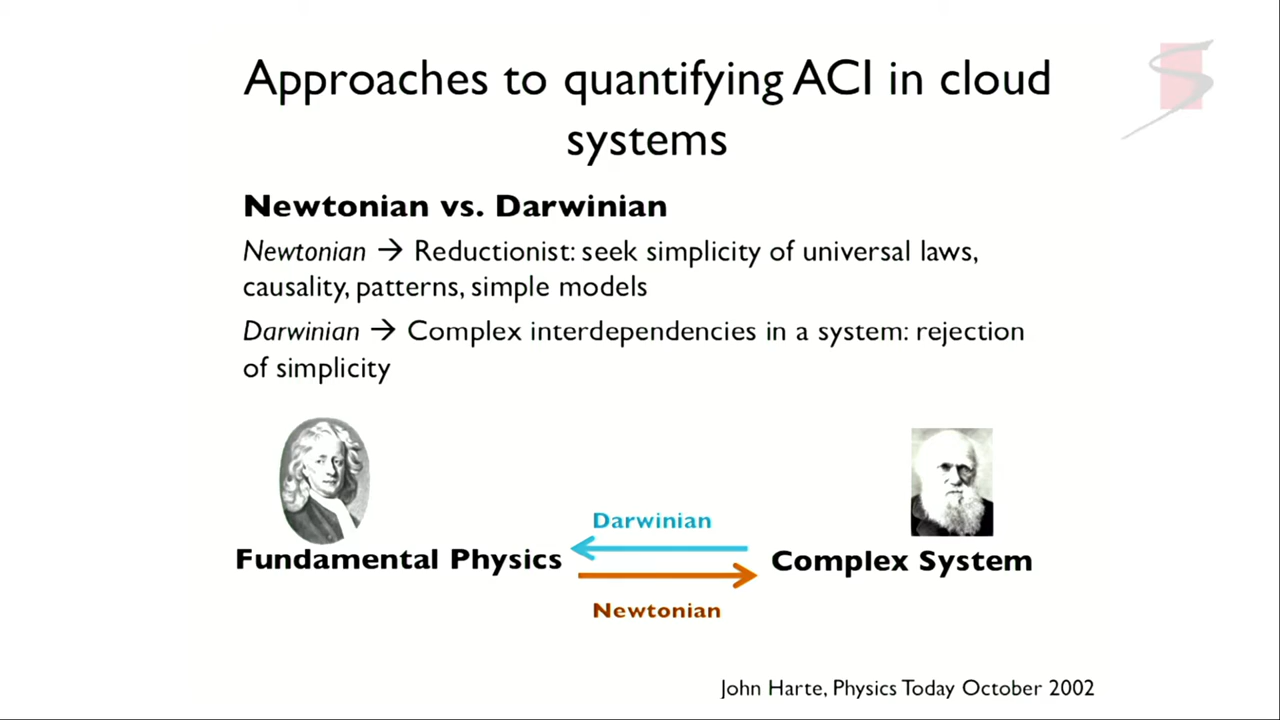 Approaches to quantifying ACI in cloud
systems
Newtonian vs. Darwinian
Newtonian → Reductionist: seek simplicity of universal laws,
causality, patterns, simple models
Darwinian → Complex interdependencies in a system: rejection
of simplicity
Darwinian
Fundamental Physics
Complex System
Newtonian
John Harte, Physics Today October 2002